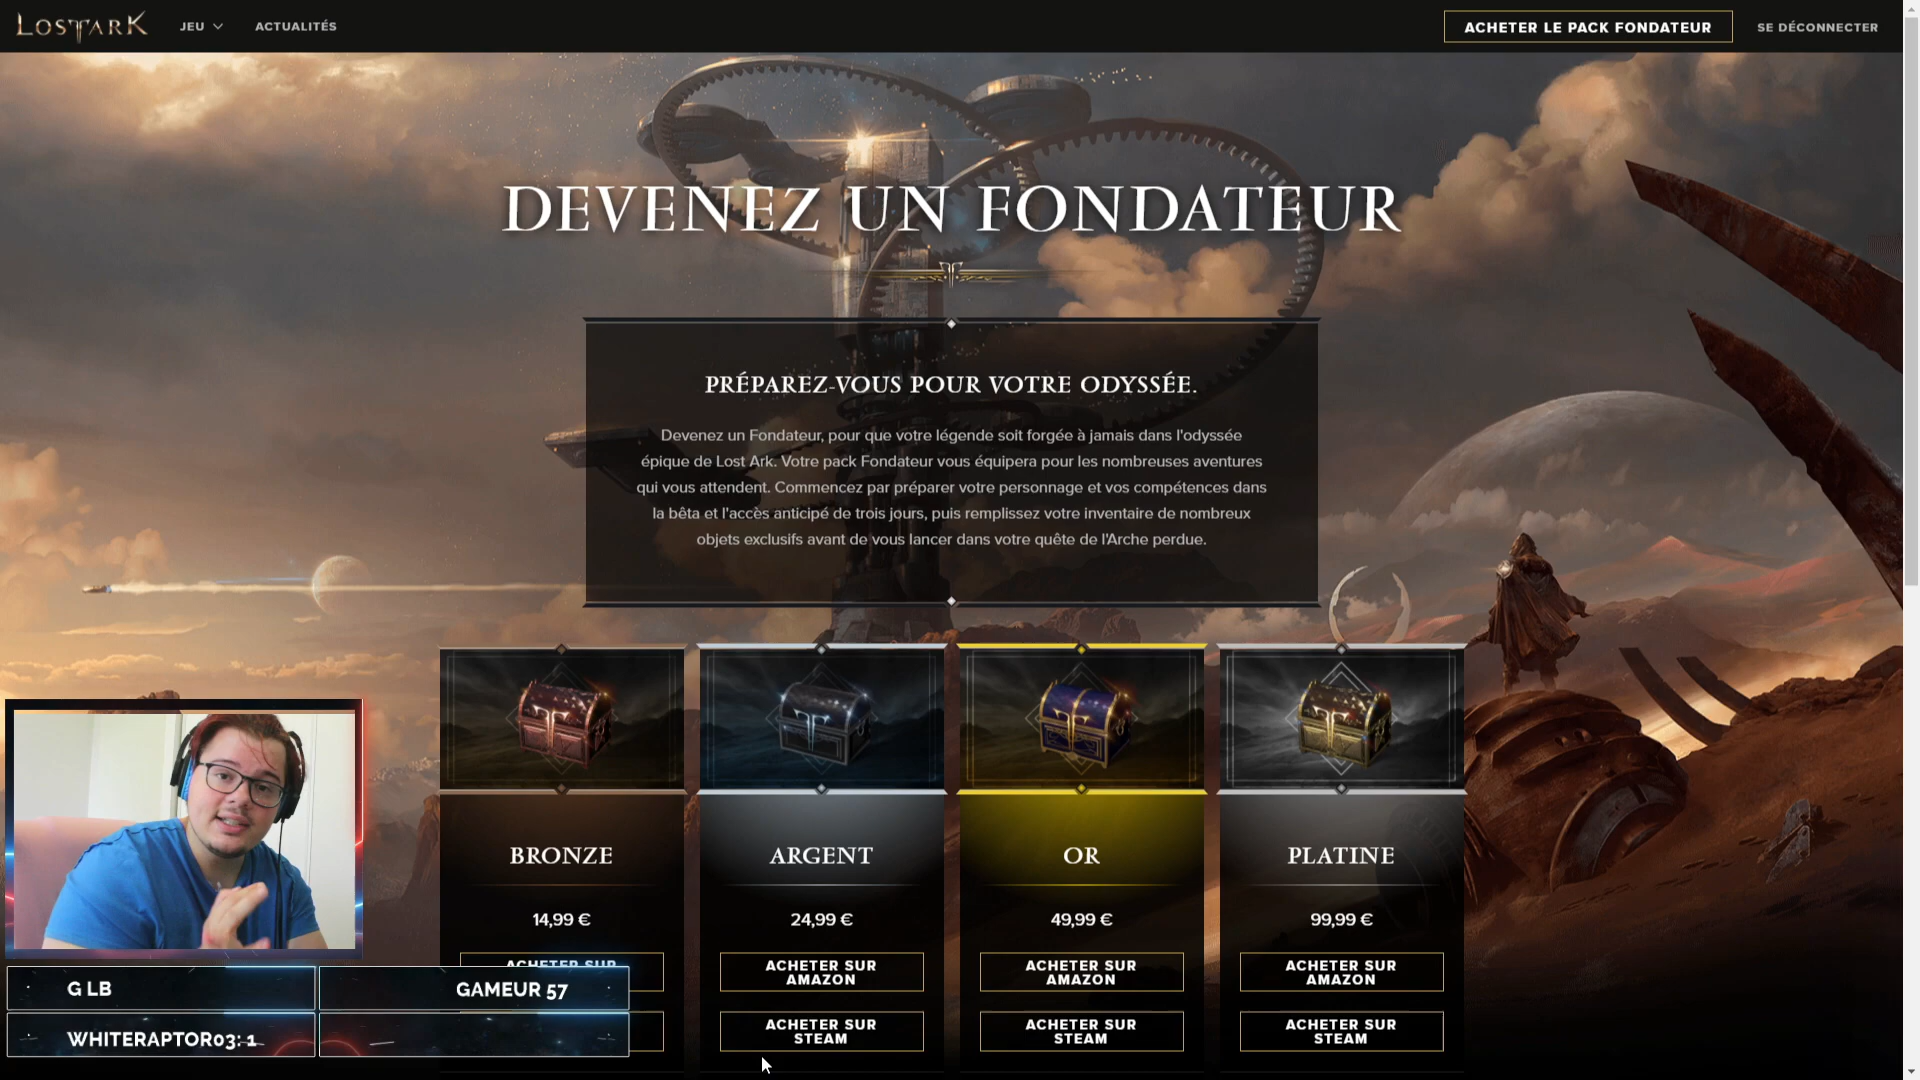 LOST ARK
JEU
ACTUALITÉS
ACHETER LE PACK FONDATEUR
SE DÉCONNECTER
DEVENEZ UN FONDATEUR
PRÉPAREZ-VOUS POUR VOTRE ODYSSÉE.
Devenez un Fondateur, pour que votre légende soit forgée à jamais dans l'odyssée
épique de Lost Ark. Votre pack Fondateur vous équipera pour les nombreuses aventures
qui vous attendent. Commencez par préparer votre personnage et vos compétences dans
la bêta et l'accès anticipé de trois jours, puis remplissez votre inventaire de nombreux
objets exclusifs avant de vous lancer dans votre quête de l'Arche perdue.
BRONZE
14,99 €
ACHETER SUR
ARGENT
24,99 €
ACHETER SUR
AMAZON
ACHETER SUR
STEAM
OR
49,99 €
ACHETER SUR
AMAZON
ACHETER SUR
STEAM
PLATINE
99,99 €
ACHETER SUR
AMAZON
ACHETER SUR
STEAM
G LB
GAMEUR 57
WHITERAPTOR03: 1